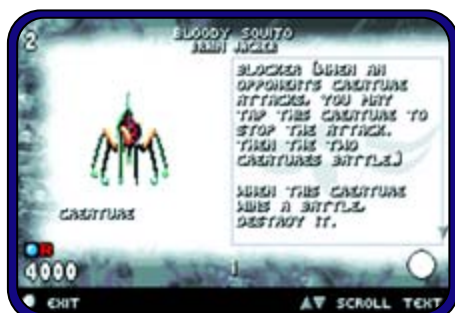 2
BLOODY SQUITO
BRAIN JACKER
BLOCKER (WHEN AN
OPPONENTS CREATURE
ATTACKS, YOU MAY
TAP THIS CREATURE TO
STOP THE ATTACK.
THEN THE TWO
CREATURES BATTLE.)
WHEN THIS CREATURE
WINS A BATTLE,
DESTROY IT.
CREATURE
R
4000
1
EXIT
SCROLL TEXT